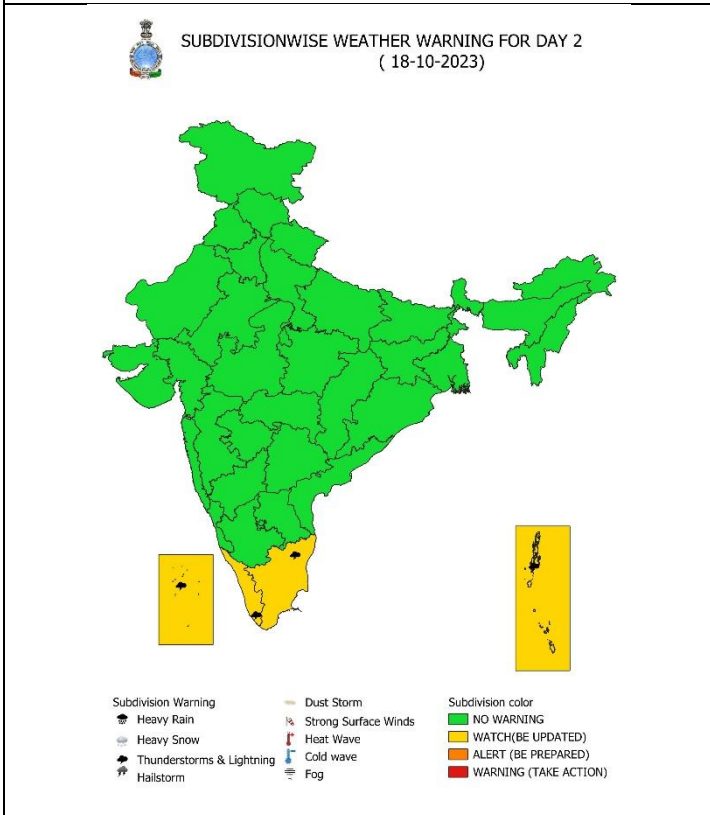 SUBDIVISIONWISE WEATHER WARNING FOR DAY 2
( 18-10-2023)
Subdivision Warning
Heavy Rain
Heavy Snow
Thunderstorms & Lightning
Hailstorm
Dust Storm
Strong Surface Winds
Heat Wave
Cold wave
Fog
Subdivision color
NO WARNING
WATCH(BE UPDATED)
ALERT (BE PREPARED)
WARNING (TAKE ACTION)